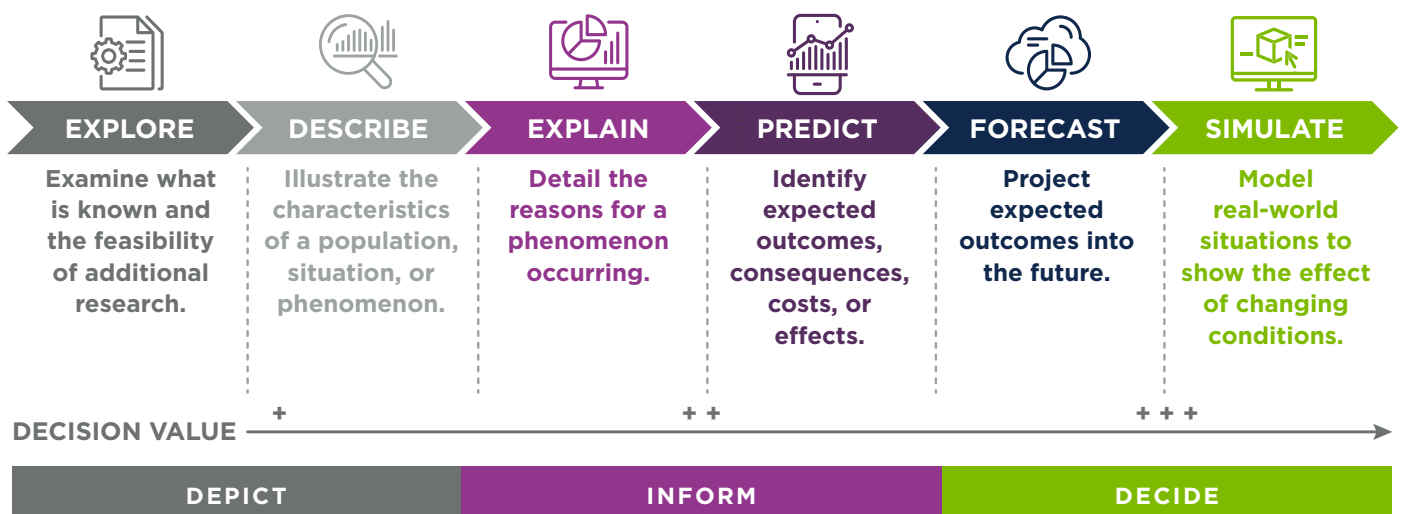 EXPLORE
DESCRIBE
EXPLAIN
PREDICT
FORECAST
SIMULATE
Examine what
is known and
the feasibility
of additional
research.
Illustrate the
characteristics
of a population,
situation, or
phenomenon.
Detail the
reasons for a
phenomenon
occurring.
Identify
expected
outcomes,
consequences,
costs, or
effects.
Project
expected
outcomes into
the future.
Model
real-world
situations to
show the effect
of changing
conditions.
+
+ +
+ + +
DECISION VALUE
DEPICT
INFORM
DECIDE